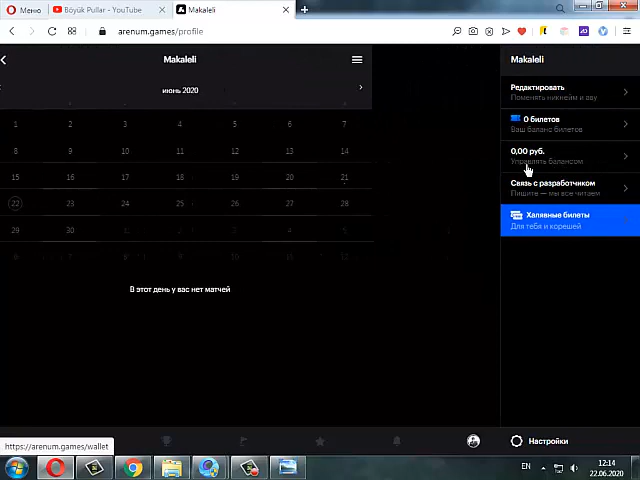 Меню
Böyük Pullar - YouTube
Makaleli
arenum.games/profile
Makaleli
Makaleli
июнь 2020
1 2 3 4 5 6 7
8 9 10 11 12 13 14
15 16 17 18 19 20 21
22 23 24 25 26 27 28
29 30
В этот день у вас нет матчей
Редактировать
Поменять никнейм и аву
0 билетов
Ваш баланс билетов
0,00 руб.
Управлять балансом
Связь с разработчиком
Пишите — мы все читаем
Халявные билеты
Для тебя и корешей
https://arenum.games/wallet
Настройки
EN
12:14
22.06.2020